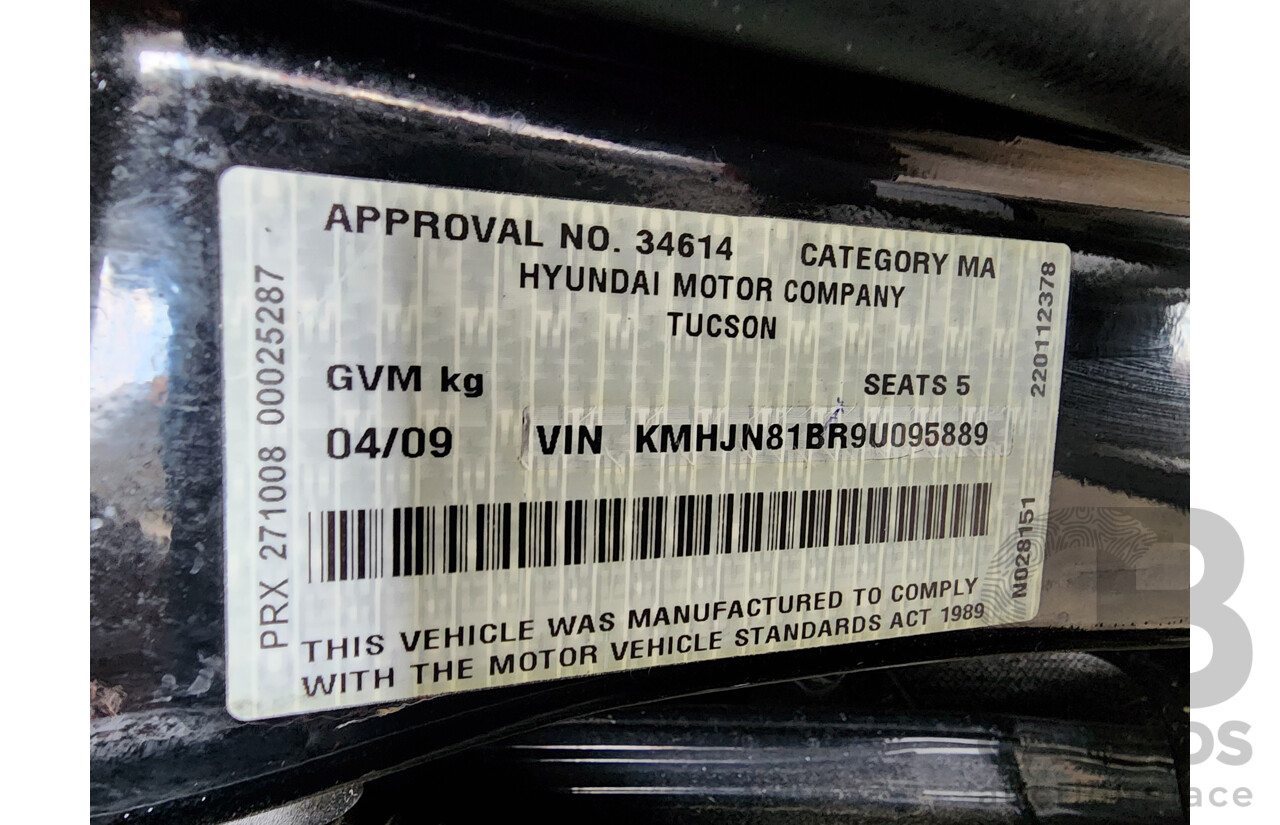 APPROVAL NO. 34614 CATEGORY MA
HYUNDAI MOTOR COMPANY
TUCSON
GVM kg SEATS 5
04/09 VIN KMHJN81BR9U095889
THIS VEHICLE WAS MANUFACTURED TO COMPLY
WITH THE MOTOR VEHICLE STANDARDS ACT 1989
PRX 271008 00025287
220112378
N028151